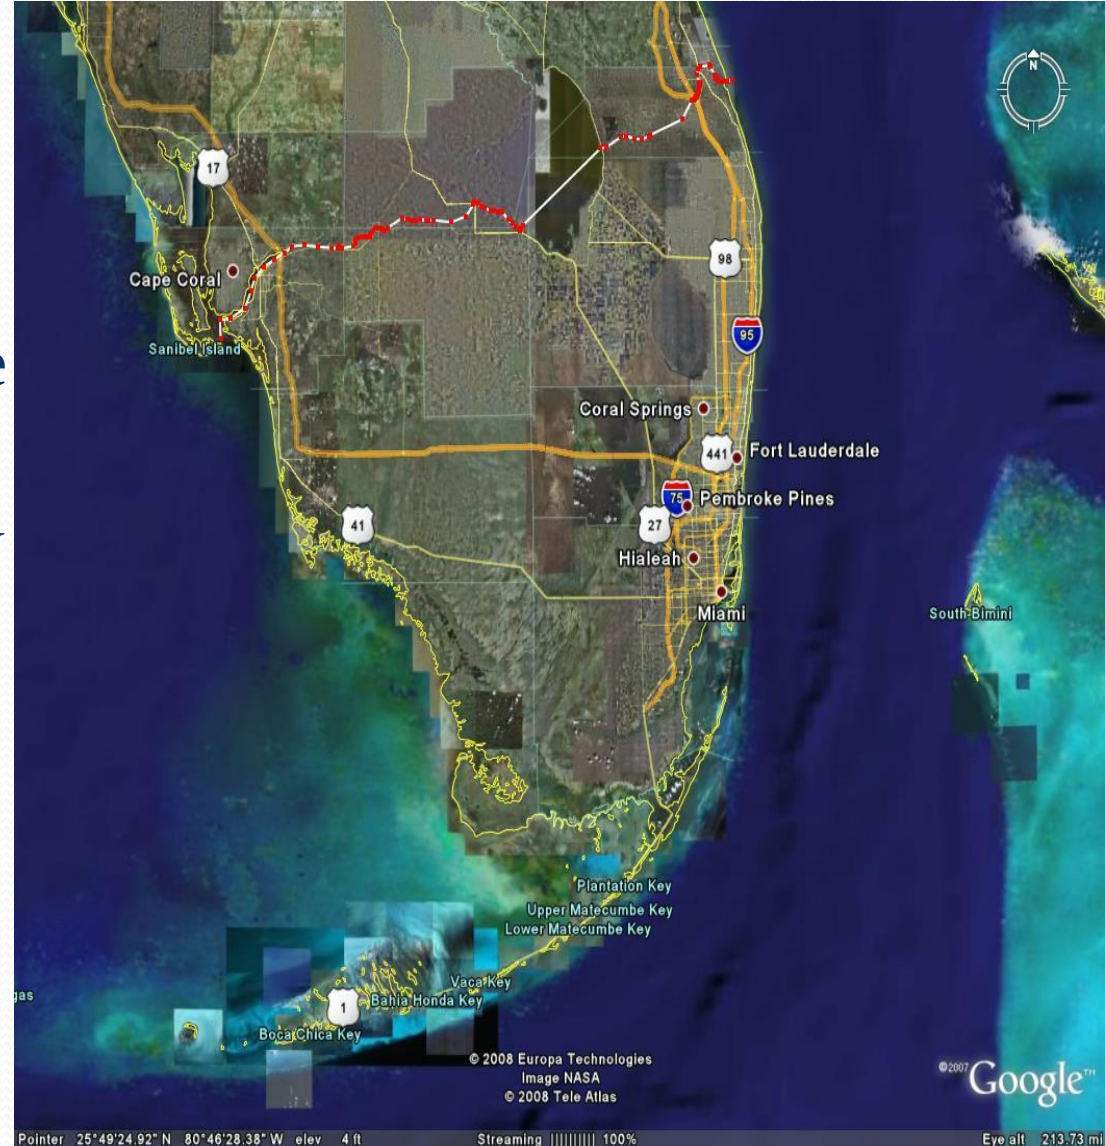 N
17
Cape Coral
Sanibel Island
98
95
Coral Springs
441
Fort Lauderdale
75
Pembroke Pines
41
27
Hialeah
Miami
South Bimini
Plantation Key
Upper Matecumbe Key
Lower Matecumbe Key
Vaca Key
gas
1
Bahia Honda Key
Boca Chica Key
© 2008 Europa Technologies
Image NASA
© 2008 Tele Atlas
©2007 Google™
Pointer 25°49'24.92" N 80°46'28.38" W elev 4 ft Streaming |||||||||| 100% Eye alt 213.73 mi